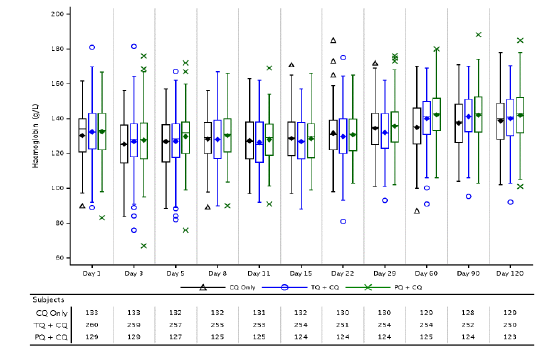 200
180
160
140
120
100
80
60
Haemoglobin (g/L)
Day 1 Day 3 Day 5 Day 8 Day 11 Day 15 Day 22 Day 29 Day 60 Day 90 Day 120
CQ Only TQ + CQ PQ + CQ
Subjects
CQ Only 133 133 132 132 131 132 130 130 120 128 120
TQ + CQ 260 259 257 255 253 254 251 254 254 252 250
PQ + CQ 129 129 127 125 125 124 124 124 125 124 123